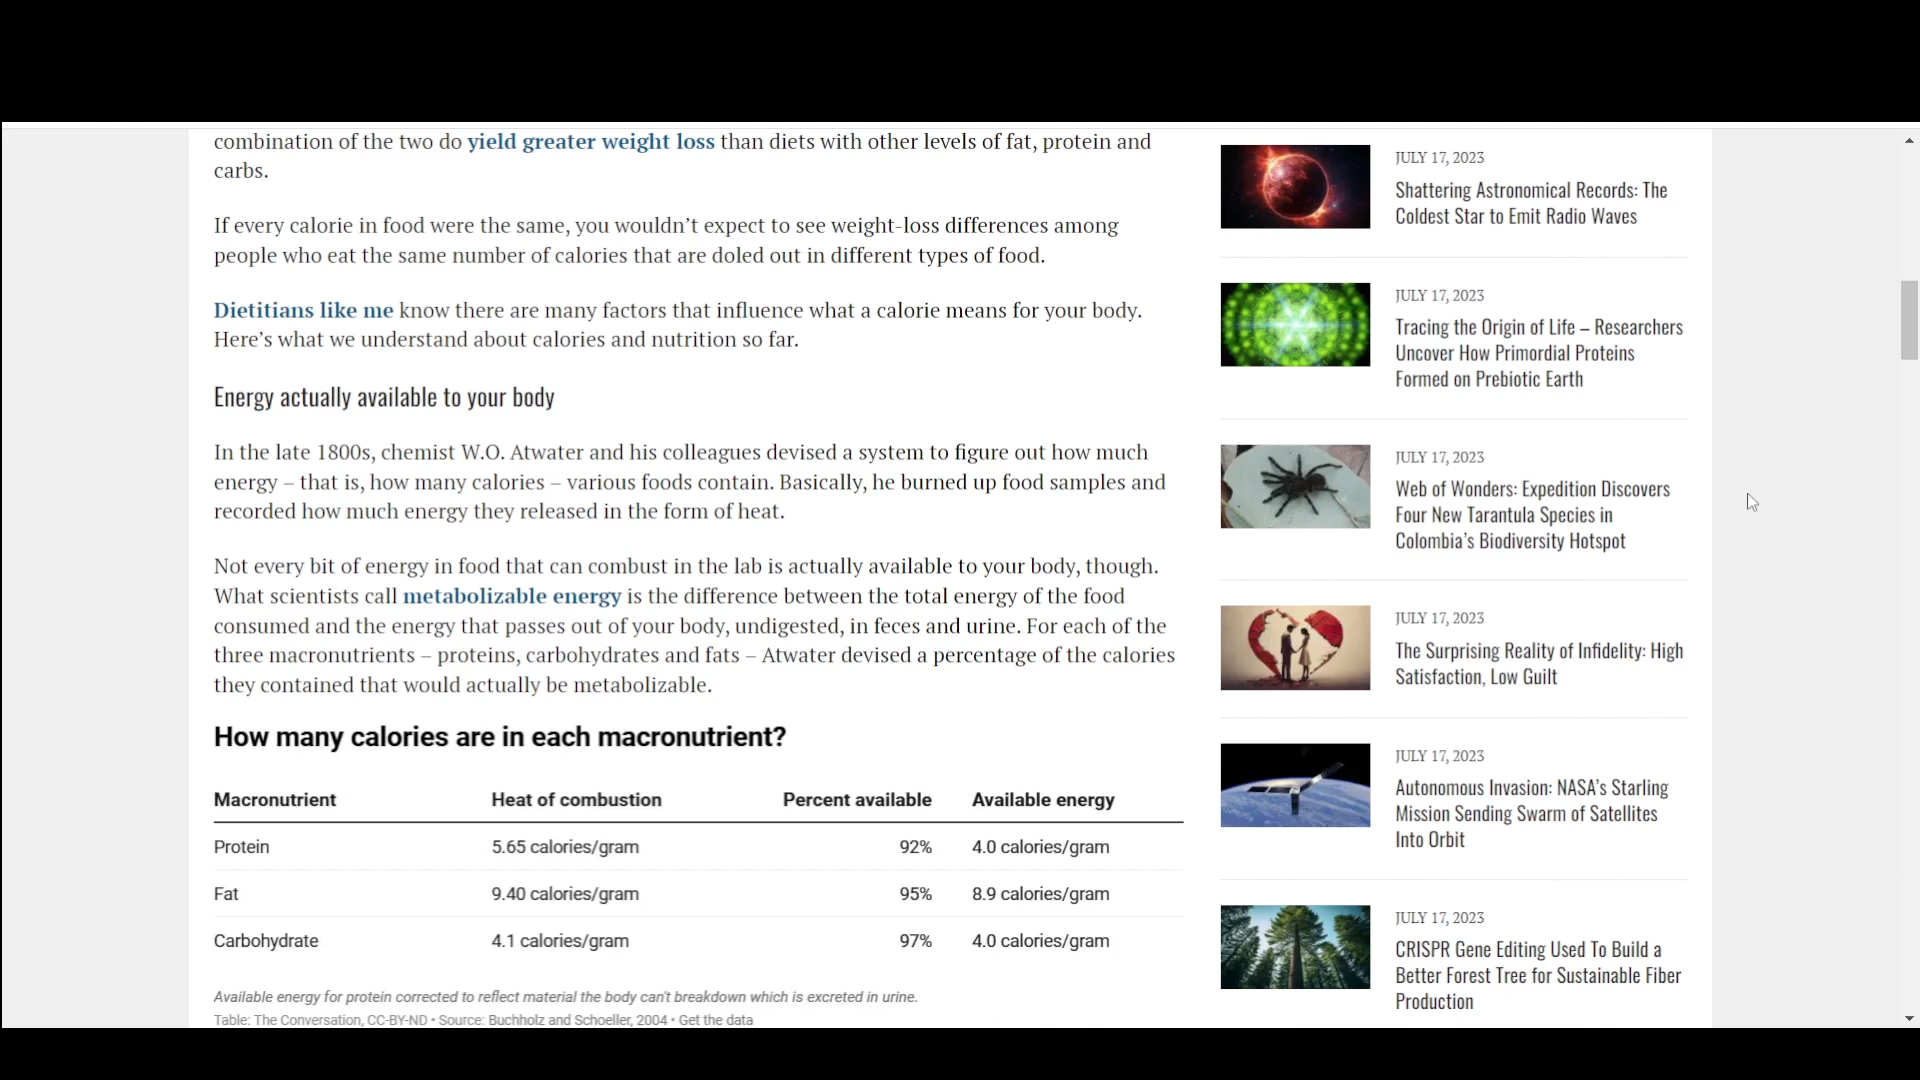 combination of the two do yield greater weight loss than diets with other levels of fat, protein and
carbs.
If every calorie in food were the same, you wouldn’t expect to see weight-loss differences among
people who eat the same number of calories that are doled out in different types of food.
Dietitians like me know there are many factors that influence what a calorie means for your body.
Here’s what we understand about calories and nutrition so far.
Energy actually available to your body
In the late 1800s, chemist W.O. Atwater and his colleagues devised a system to figure out how much
energy – that is, how many calories – various foods contain. Basically, he burned up food samples and
recorded how much energy they released in the form of heat.
Not every bit of energy in food that can combust in the lab is actually available to your body, though.
What scientists call metabolizable energy is the difference between the total energy of the food
consumed and the energy that passes out of your body, undigested, in feces and urine. For each of the
three macronutrients – proteins, carbohydrates and fats – Atwater devised a percentage of the calories
they contained that would actually be metabolizable.
How many calories are in each macronutrient?
Macronutrient Heat of combustion Percent available Available energy
Protein 5.65 calories/gram 92% 4.0 calories/gram
Fat 9.40 calories/gram 95% 8.9 calories/gram
Carbohydrate 4.1 calories/gram 97% 4.0 calories/gram
Available energy for protein corrected to reflect material the body can't breakdown which is excreted in urine.
Table: The Conversation, CC-BY-ND • Source: Buchholz and Schoeller, 2004 • Get the data
JULY 17, 2023
Shattering Astronomical Records: The
Coldest Star to Emit Radio Waves
JULY 17, 2023
Tracing the Origin of Life – Researchers
Uncover How Primordial Proteins
Formed on Prebiotic Earth
JULY 17, 2023
Web of Wonders: Expedition Discovers
Four New Tarantula Species in
Colombia’s Biodiversity Hotspot
JULY 17, 2023
The Surprising Reality of Infidelity: High
Satisfaction, Low Guilt
JULY 17, 2023
Autonomous Invasion: NASA’s Starling
Mission Sending Swarm of Satellites
Into Orbit
JULY 17, 2023
CRISPR Gene Editing Used To Build a
Better Forest Tree for Sustainable Fiber
Production